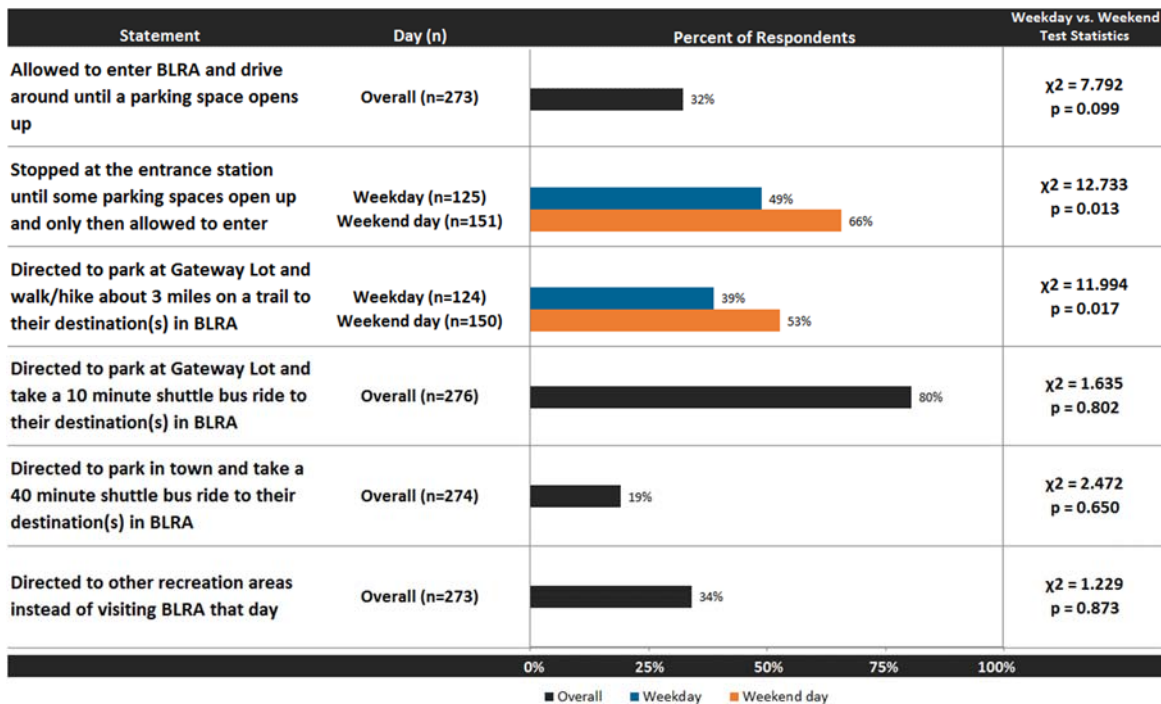 Statement Day (n) Percent of Respondents Weekday vs. Weekend
Test Statistics
Allowed to enter BLRA and drive
around until a parking space opens
up
Overall (n=273)
32%
χ2 = 7.792
p = 0.099
Stopped at the entrance station
until some parking spaces open up
and only then allowed to enter
Weekday (n=125)
Weekend day (n=151)
49%
66%
χ2 = 12.733
p = 0.013
Directed to park at Gateway Lot and
walk/hike about 3 miles on a trail to
their destination(s) in BLRA
Weekday (n=124)
Weekend day (n=150)
39%
53%
χ2 = 11.994
p = 0.017
Directed to park at Gateway Lot and
take a 10 minute shuttle bus ride to
their destination(s) in BLRA
Overall (n=276)
80%
χ2 = 1.635
p = 0.802
Directed to park in town and take a
40 minute shuttle bus ride to their
destination(s) in BLRA
Overall (n=274)
19%
χ2 = 2.472
p = 0.650
Directed to other recreation areas
instead of visiting BLRA that day
Overall (n=273)
34%
χ2 = 1.229
p = 0.873
0% 25% 50% 75% 100%
Overall Weekday Weekend day